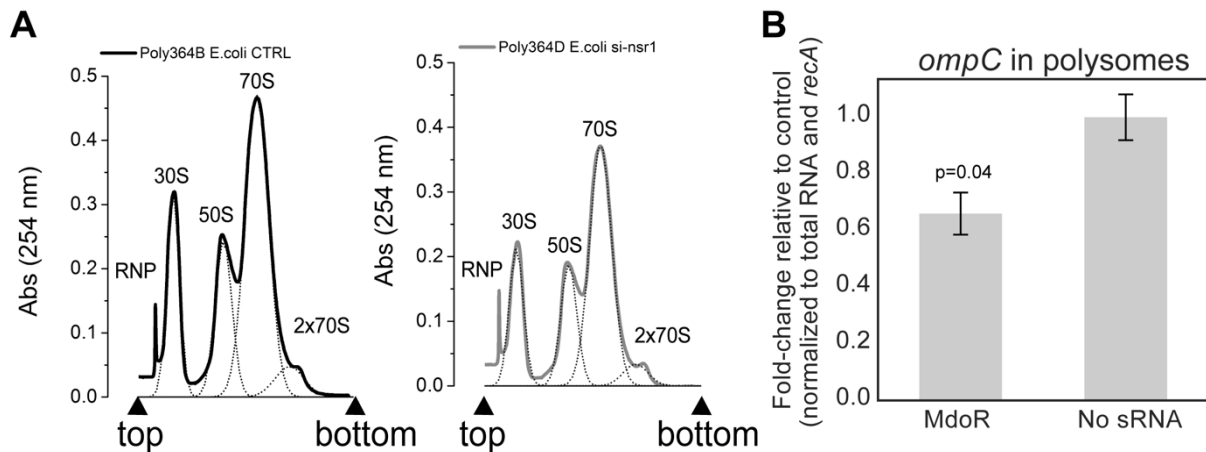 A
Poly364B E.coli CTRL
0.5
0.4
0.3
0.2
0.1
0.0
Abs (254 nm)
RNP
30S
50S
70S
2x70S
top
bottom
Poly364D E.coli si-nsr1
0.5
0.4
0.3
0.2
0.1
0.0
Abs (254 nm)
RNP
30S
50S
70S
2x70S
top
bottom
B
ompC in polysomes
Fold-change relative to control
(normalized to total RNA and recA)
1.0
0.8
0.6
0.4
0.2
0.0
p=0.04
MdoR
No sRNA